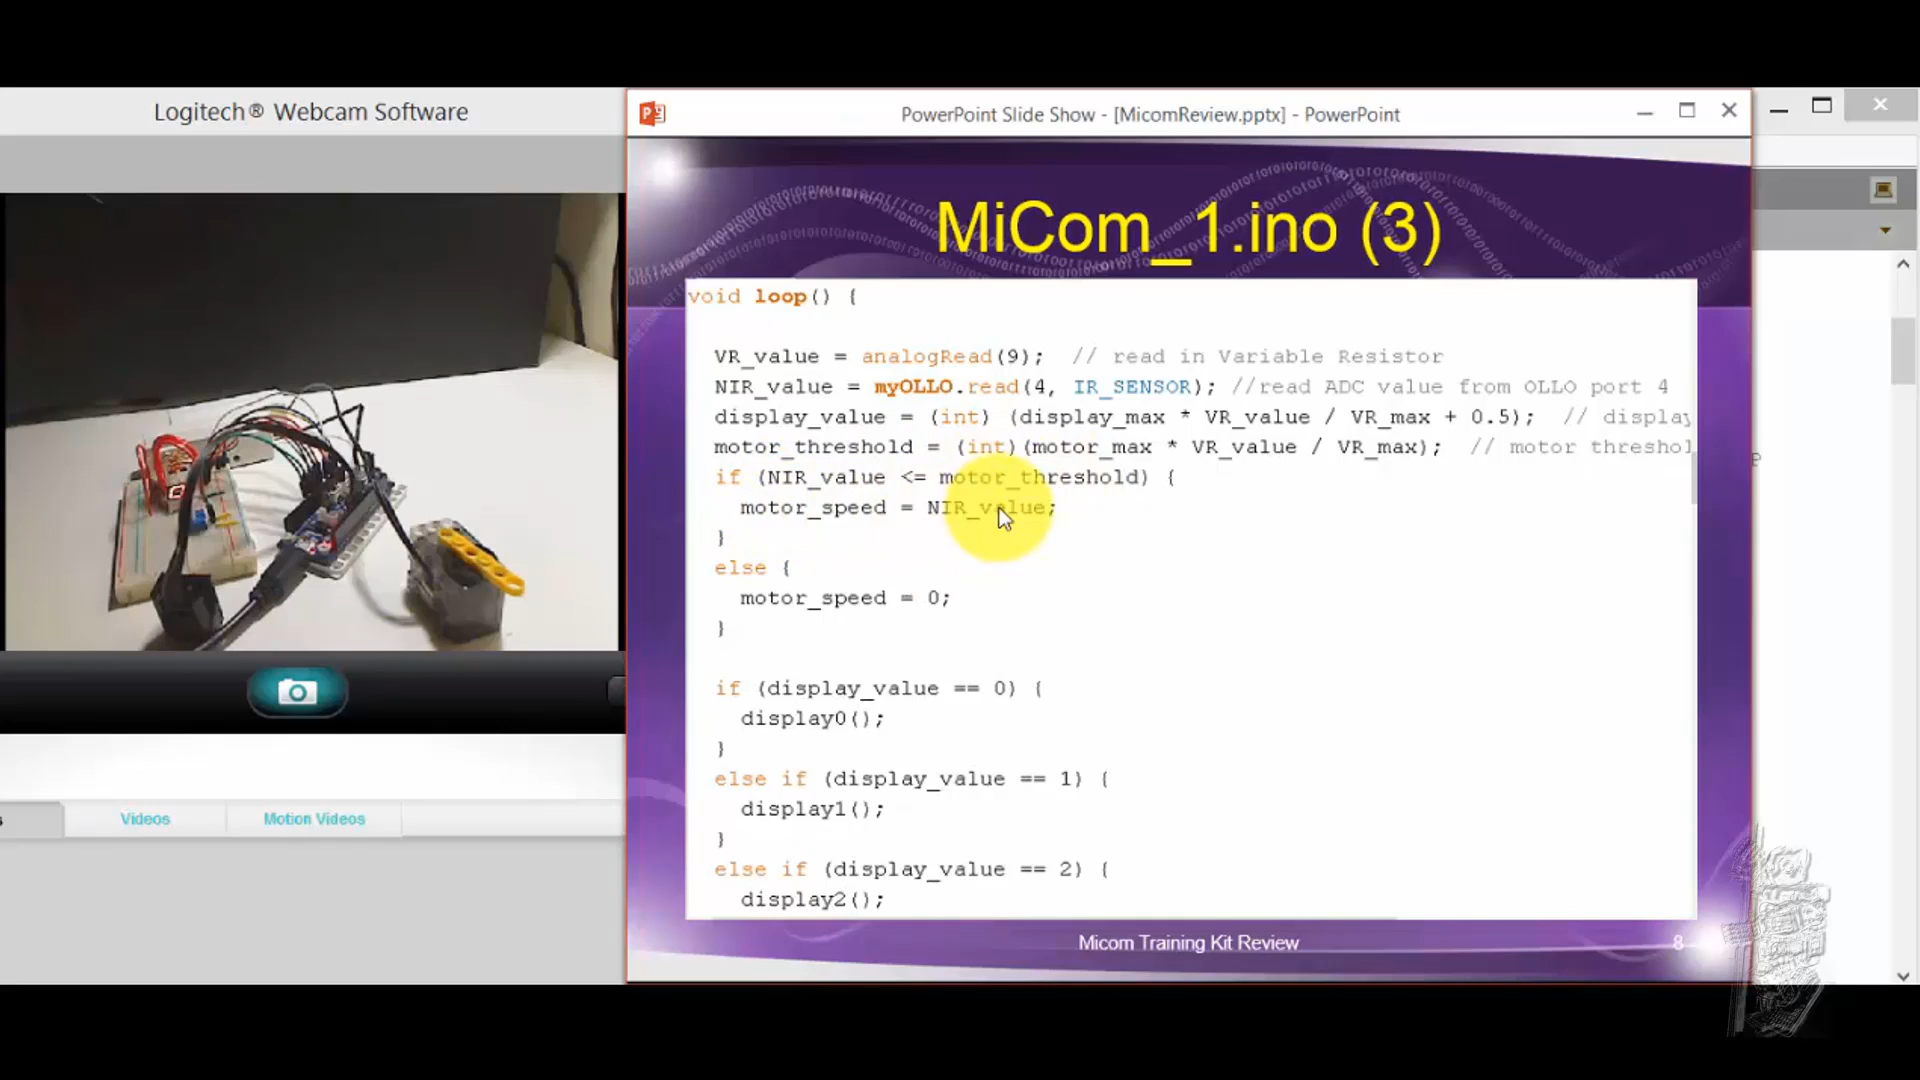 Logitech® Webcam Software
PowerPoint Slide Show - [MicomReview.pptx] - PowerPoint
MiCom_1.ino (3)
void loop() {
VR_value = analogRead(9); // read in Variable Resistor
NIR_value = myOLLO.read(4, IR_SENSOR); //read ADC value from OLLO port 4
display_value = (int) (display_max * VR_value / VR_max + 0.5); // display
motor_threshold = (int)(motor_max * VR_value / VR_max); // motor threshol
if (NIR_value <= motor_threshold) {
motor_speed = NIR_value;
}
else {
motor_speed = 0;
}
if (display_value == 0) {
display0();
}
else if (display_value == 1) {
display1();
}
else if (display_value == 2) {
display2();
Videos
Motion Videos
Micom Training Kit Review
8